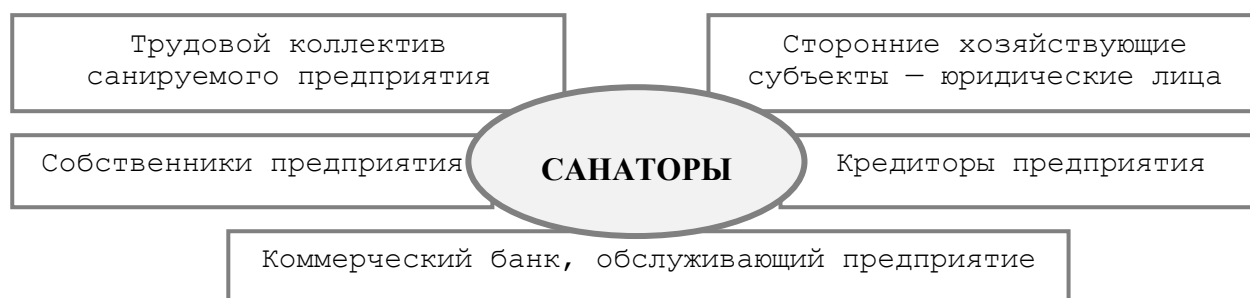 Трудовой коллектив
санируемого предприятия
Сторонние хозяйствующие
субъекты — юридические лица
Собственники предприятия
САНАТОРЫ
Кредиторы предприятия
Коммерческий банк, обслуживающий предприятие